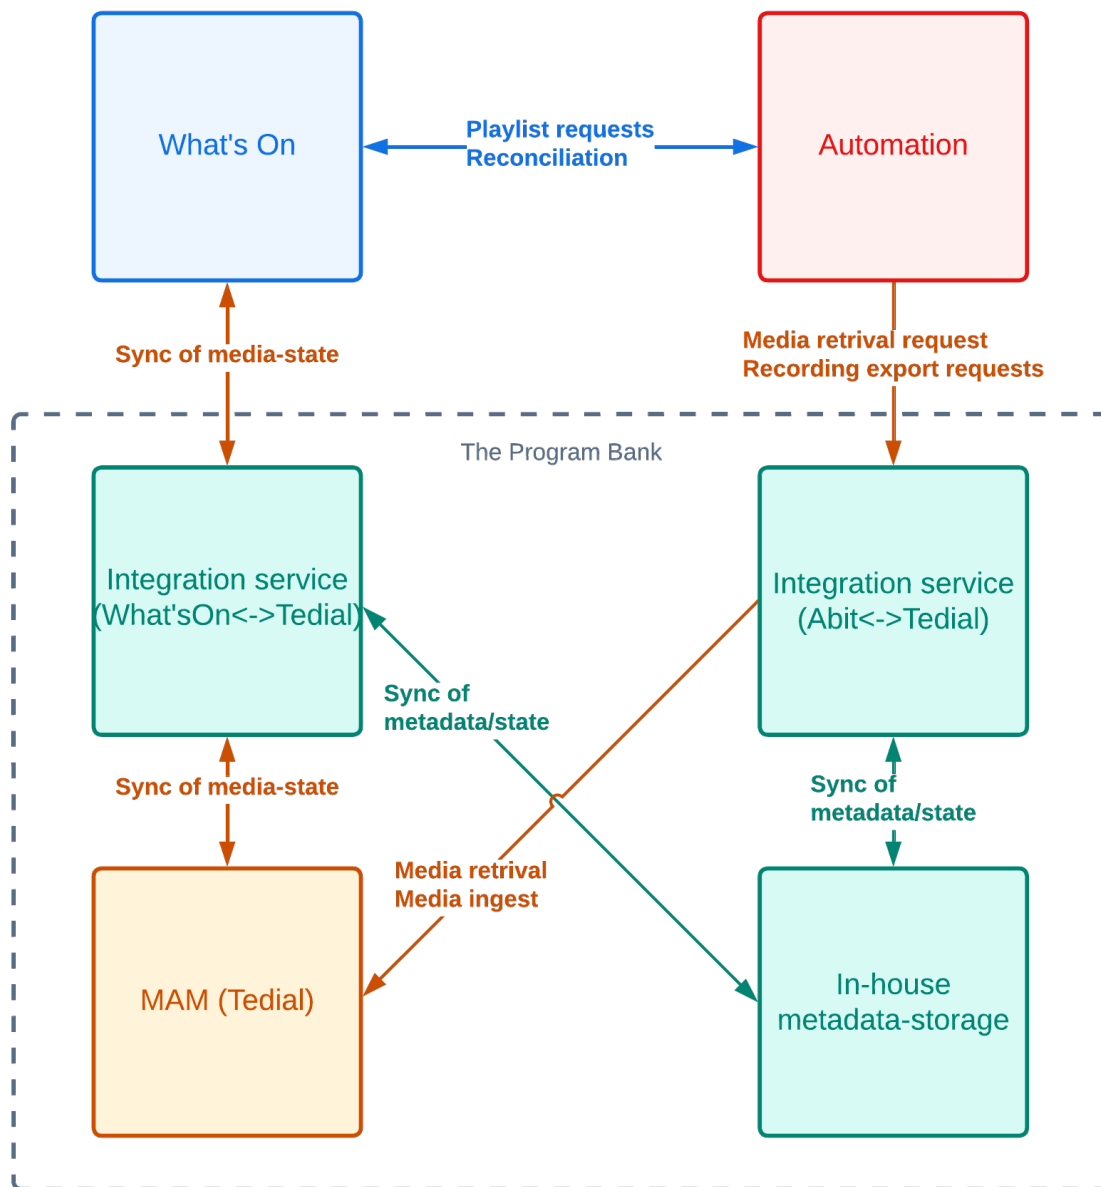 What's On
Playlist requests
Reconciliation
Automation
Sync of media-state
Media retrival request
Recording export requests
The Program Bank
Integration service
(What'sOn<->Tedial)
Integration service
(Abit<->Tedial)
Sync of
metadata/state
Sync of media-state
Sync of
metadata/state
Media retrival
Media ingest
MAM (Tedial)
In-house
metadata-storage